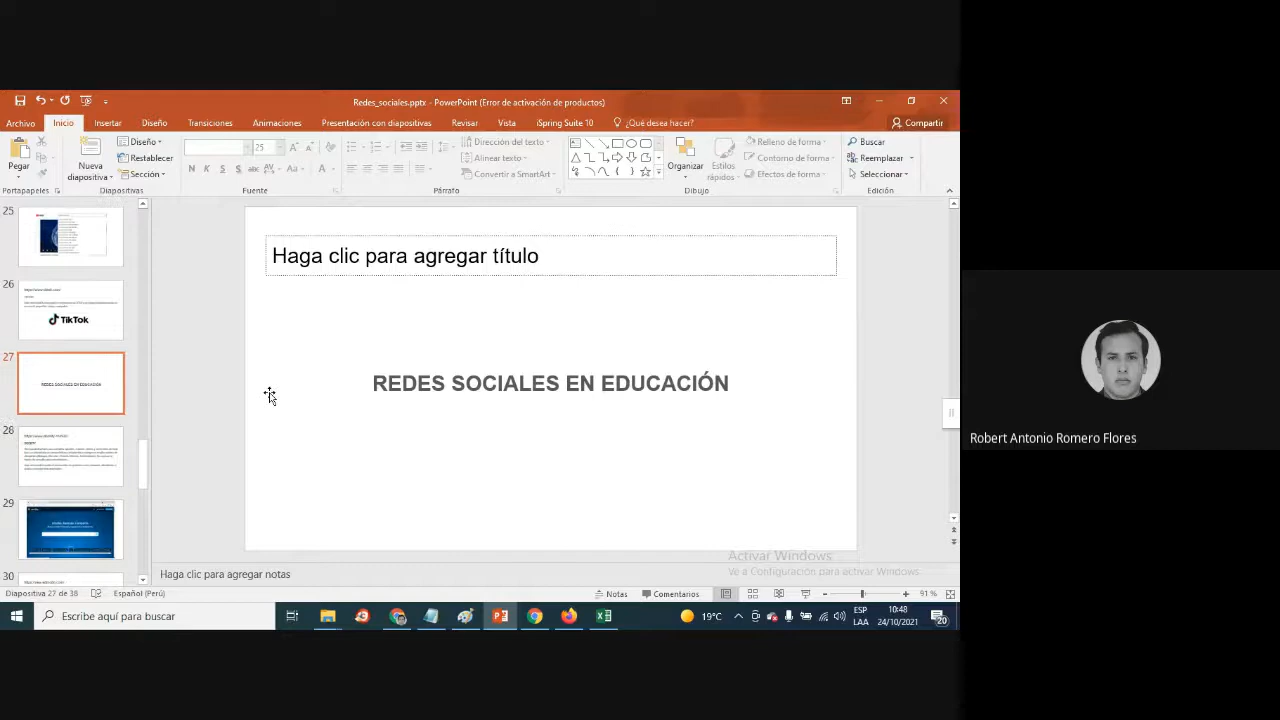 Redes_sociales.pptx - PowerPoint (Error de activación de productos)
Archivo Inicio Insertar Diseño Transiciones Animaciones Presentación con diapositivas Revisar Vista iSpring Suite 10 ¿Qué desea hacer? Compartir
Pegar
Nueva diapositiva
Diseño
Restablecer
Sección
25
N K S S abc AV Aa A
Dirección del texto
Alinear texto
Convertir a SmartArt
Organizar
Estilos rápidos
Relleno de forma
Contorno de forma
Efectos de forma
Buscar
Reemplazar
Seleccionar
Portapapeles Diapositivas Fuente Párrafo Dibujo Edición
25
26
TikTok
27
REDES SOCIALES EN EDUCACIÓN
28
29
30
Haga clic para agregar título
REDES SOCIALES EN EDUCACIÓN
Activar Windows
Ve a Configuración para activar Windows.
Haga clic para agregar notas
Diapositiva 27 de 38 Español (Perú) Notas Comentarios 91 %
Escribe aquí para buscar
19°C
ESP
LAA
10:48
24/10/2021
20
Robert Antonio Romero Flores